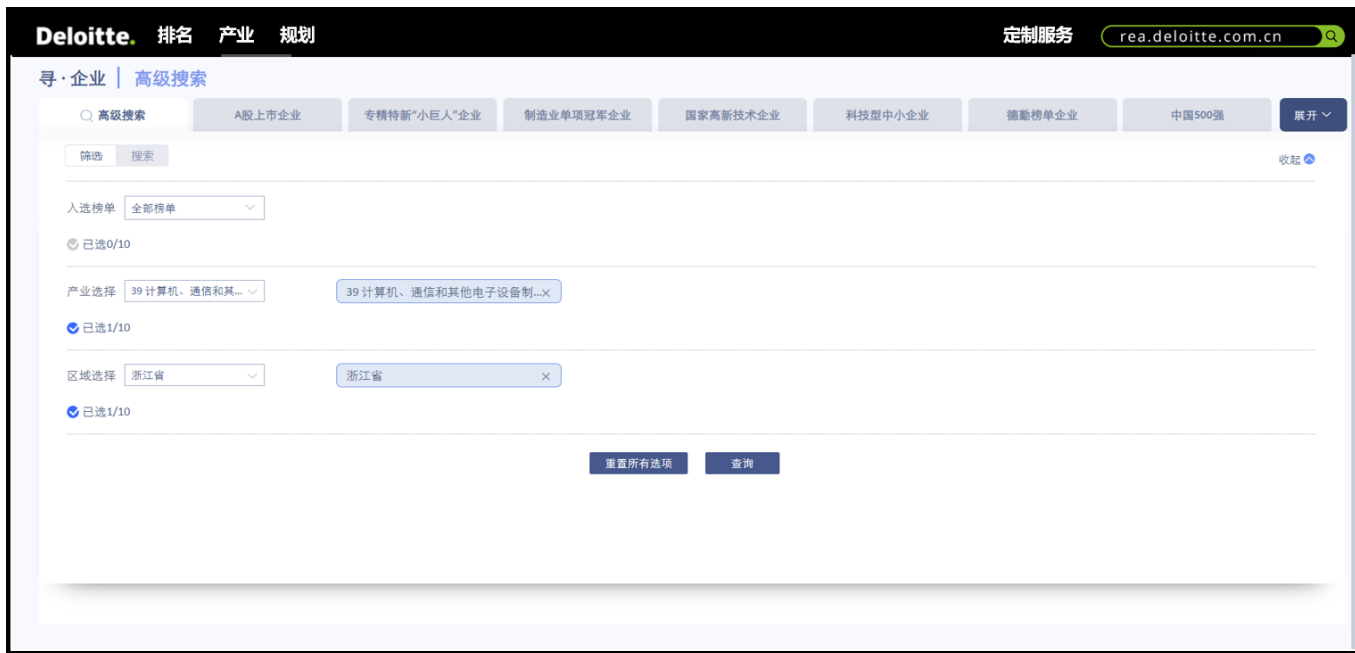 Deloitte. 排名 产业 规划 定制服务 rea.deloitte.com.cn
寻·企业 高级搜索
高级搜索 A股上市企业 专精特新“小巨人”企业 制造业单项冠军企业 国家高新技术企业 科技型中小企业 德勤榜单企业 中国500强 展开
筛选 搜索 收起
入选榜单 全部榜单
已选0/10
产业选择 39 计算机、通信和其... 39 计算机、通信和其他电子设备制...×
已选1/10
区域选择 浙江省 浙江省 ×
已选1/10
重置所有选项 查询